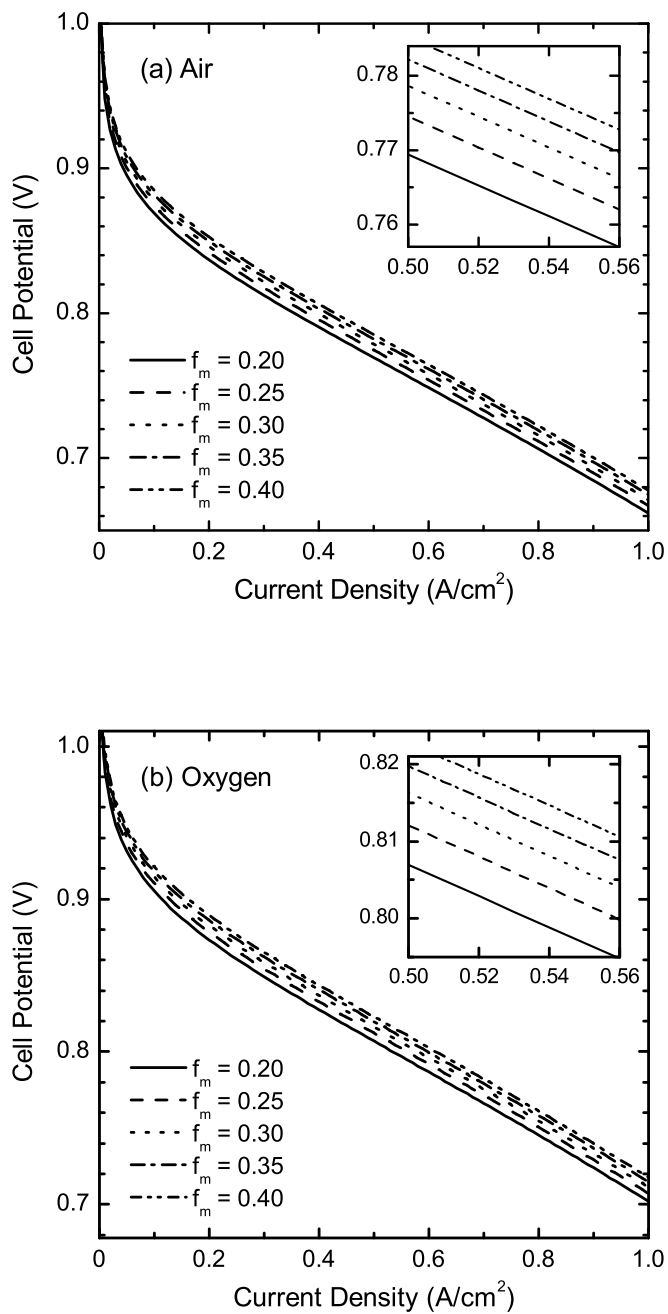 (a) Air
0.78
0.77
0.76
0.50 0.52 0.54 0.56
1.0
0.9
0.8
0.7
Cell Potential (V)
f_m = 0.20
f_m = 0.25
f_m = 0.30
f_m = 0.35
f_m = 0.40
0 0.2 0.4 0.6 0.8 1.0
Current Density (A/cm²)
(b) Oxygen
0.82
0.81
0.80
0.50 0.52 0.54 0.56
1.0
0.9
0.8
0.7
Cell Potential (V)
f_m = 0.20
f_m = 0.25
f_m = 0.30
f_m = 0.35
f_m = 0.40
0 0.2 0.4 0.6 0.8 1.0
Current Density (A/cm²)